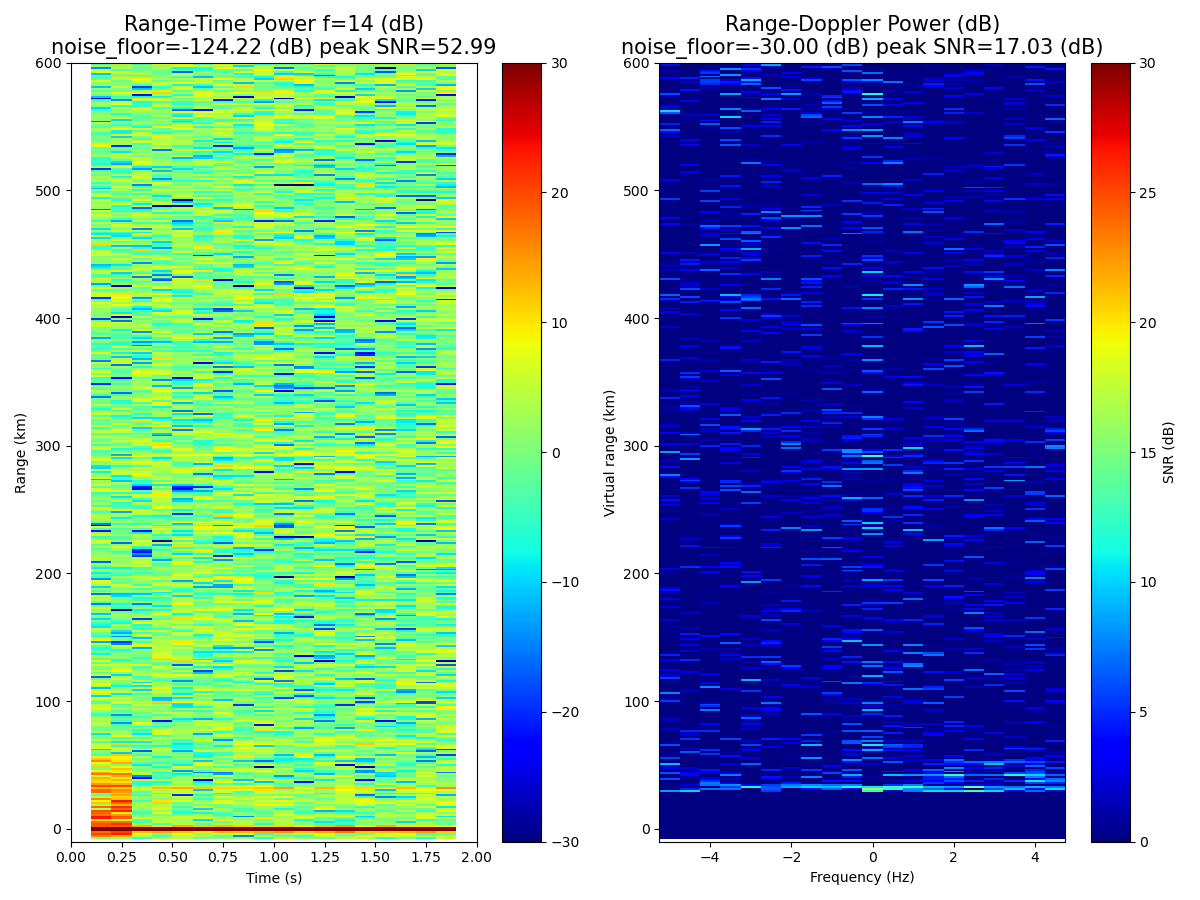 Range-Time Power f=14 (dB)
noise_floor=-124.22 (dB) peak SNR=52.99
600
500
400
300
200
100
0
Range (km)
0.00 0.25 0.50 0.75 1.00 1.25 1.50 1.75 2.00
Time (s)
30
20
10
0
−10
−20
−30
Range-Doppler Power (dB)
noise_floor=-30.00 (dB) peak SNR=17.03 (dB)
600
500
400
300
200
100
0
Virtual range (km)
−4 −2 0 2 4
Frequency (Hz)
30
25
20
15
10
5
0
SNR (dB)